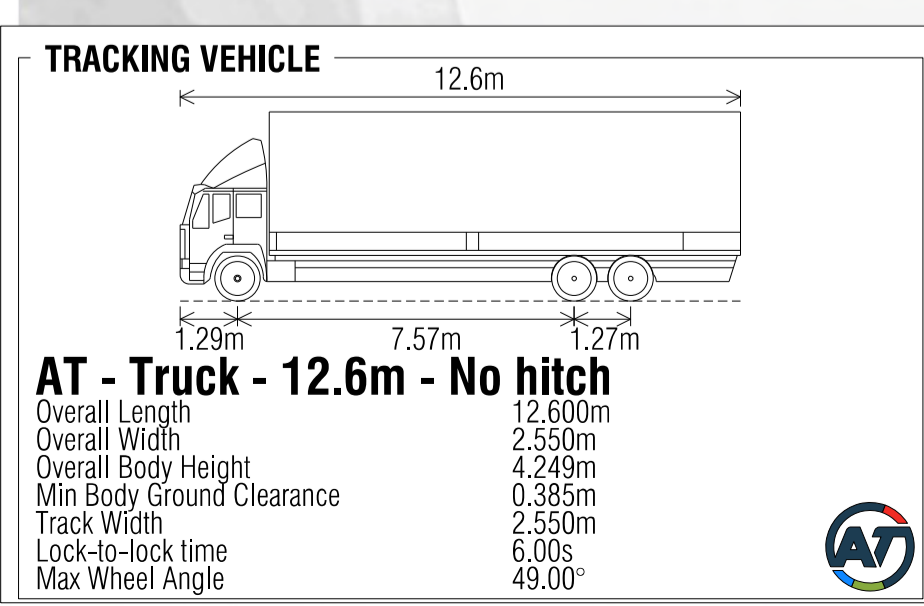 TRACKING VEHICLE
12.6m
1.29m 7.57m 1.27m
AT - Truck - 12.6m - No hitch
Overall Length 12.600m
Overall Width 2.550m
Overall Body Height 4.249m
Min Body Ground Clearance 0.385m
Track Width 2.550m
Lock-to-lock time 6.00s
Max Wheel Angle 49.00°
AT